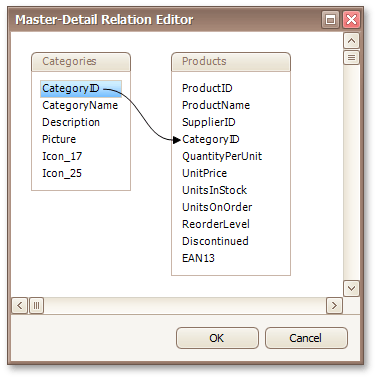 Master-Detail Relation Editor
Categories
CategoryID
CategoryName
Description
Picture
Icon_17
Icon_25
Products
ProductID
ProductName
SupplierID
CategoryID
QuantityPerUnit
UnitPrice
UnitsInStock
UnitsOnOrder
ReorderLevel
Discontinued
EAN13
OK
Cancel